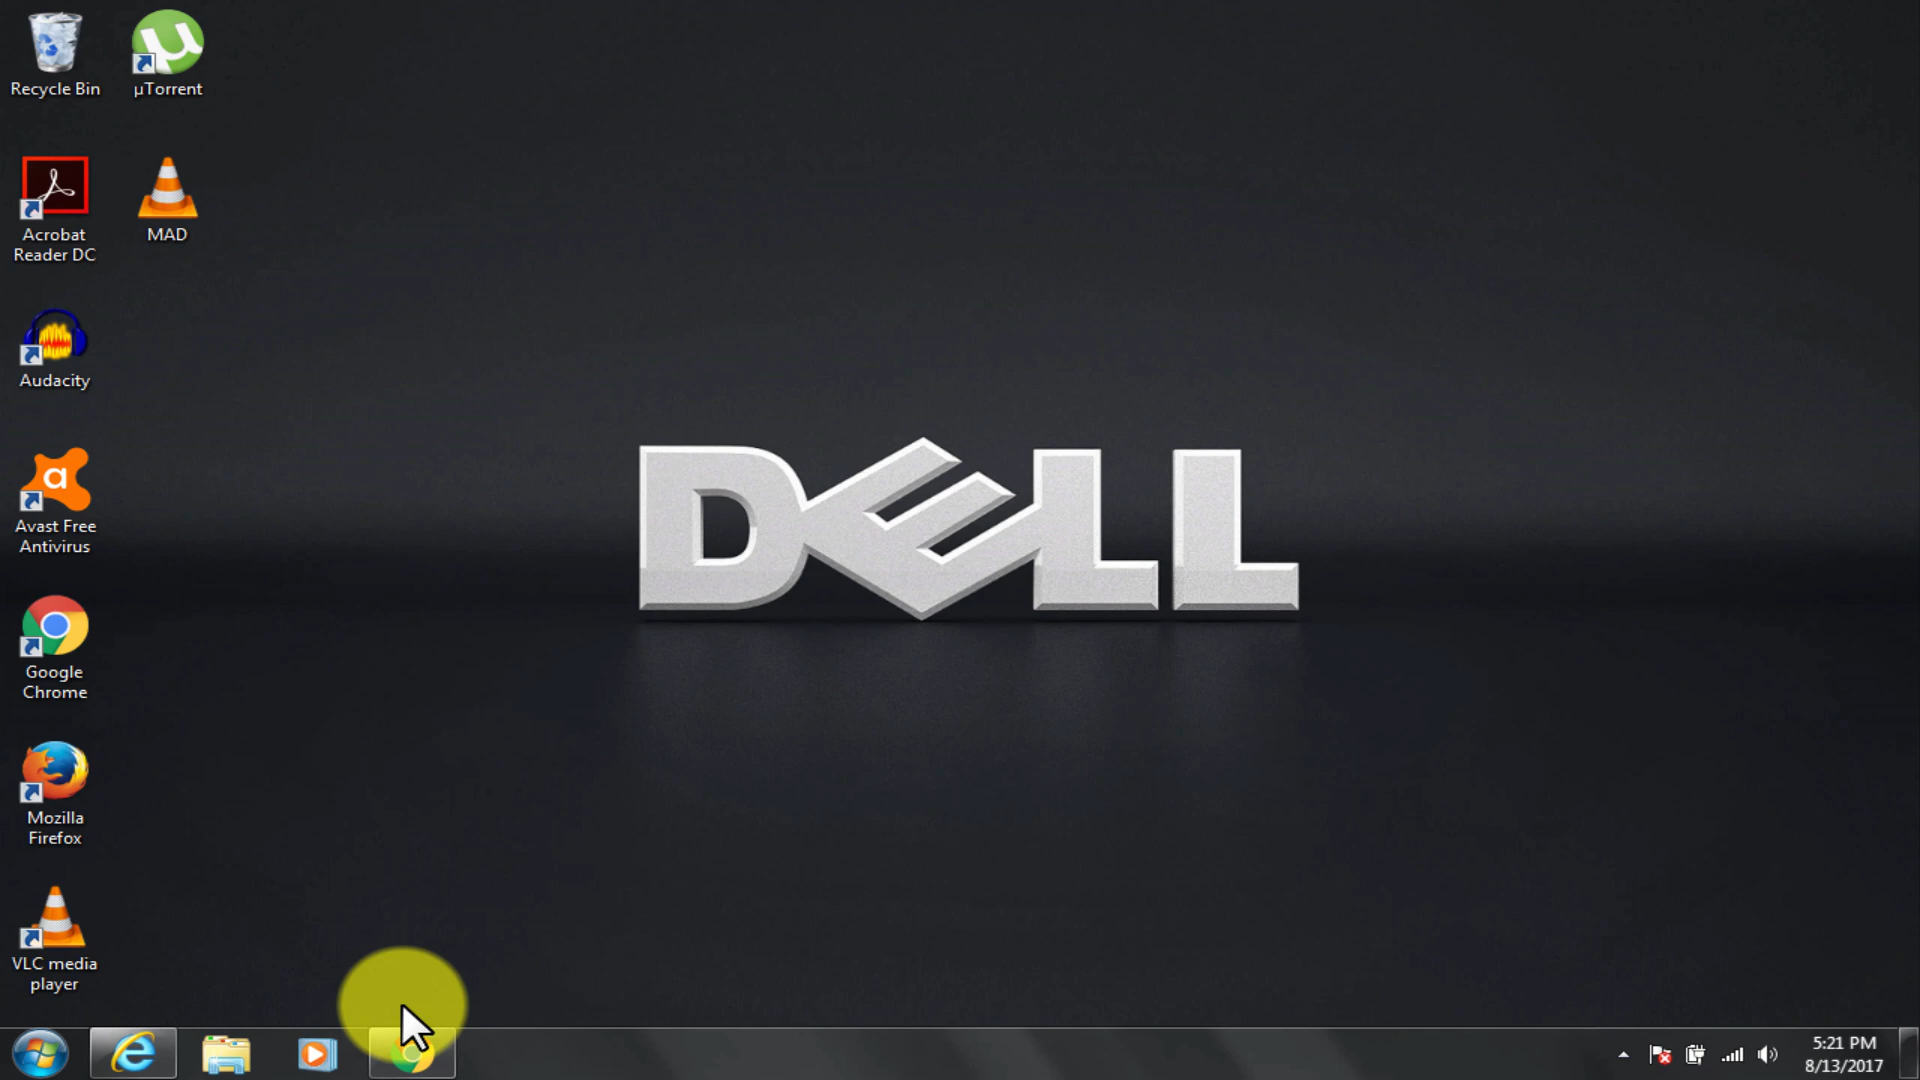 Recycle Bin
µTorrent
Acrobat
Reader DC
MAD
Audacity
a
Avast Free
Antivirus
Google
Chrome
Mozilla
Firefox
VLC media
player
DELL
5:21 PM
8/13/2017